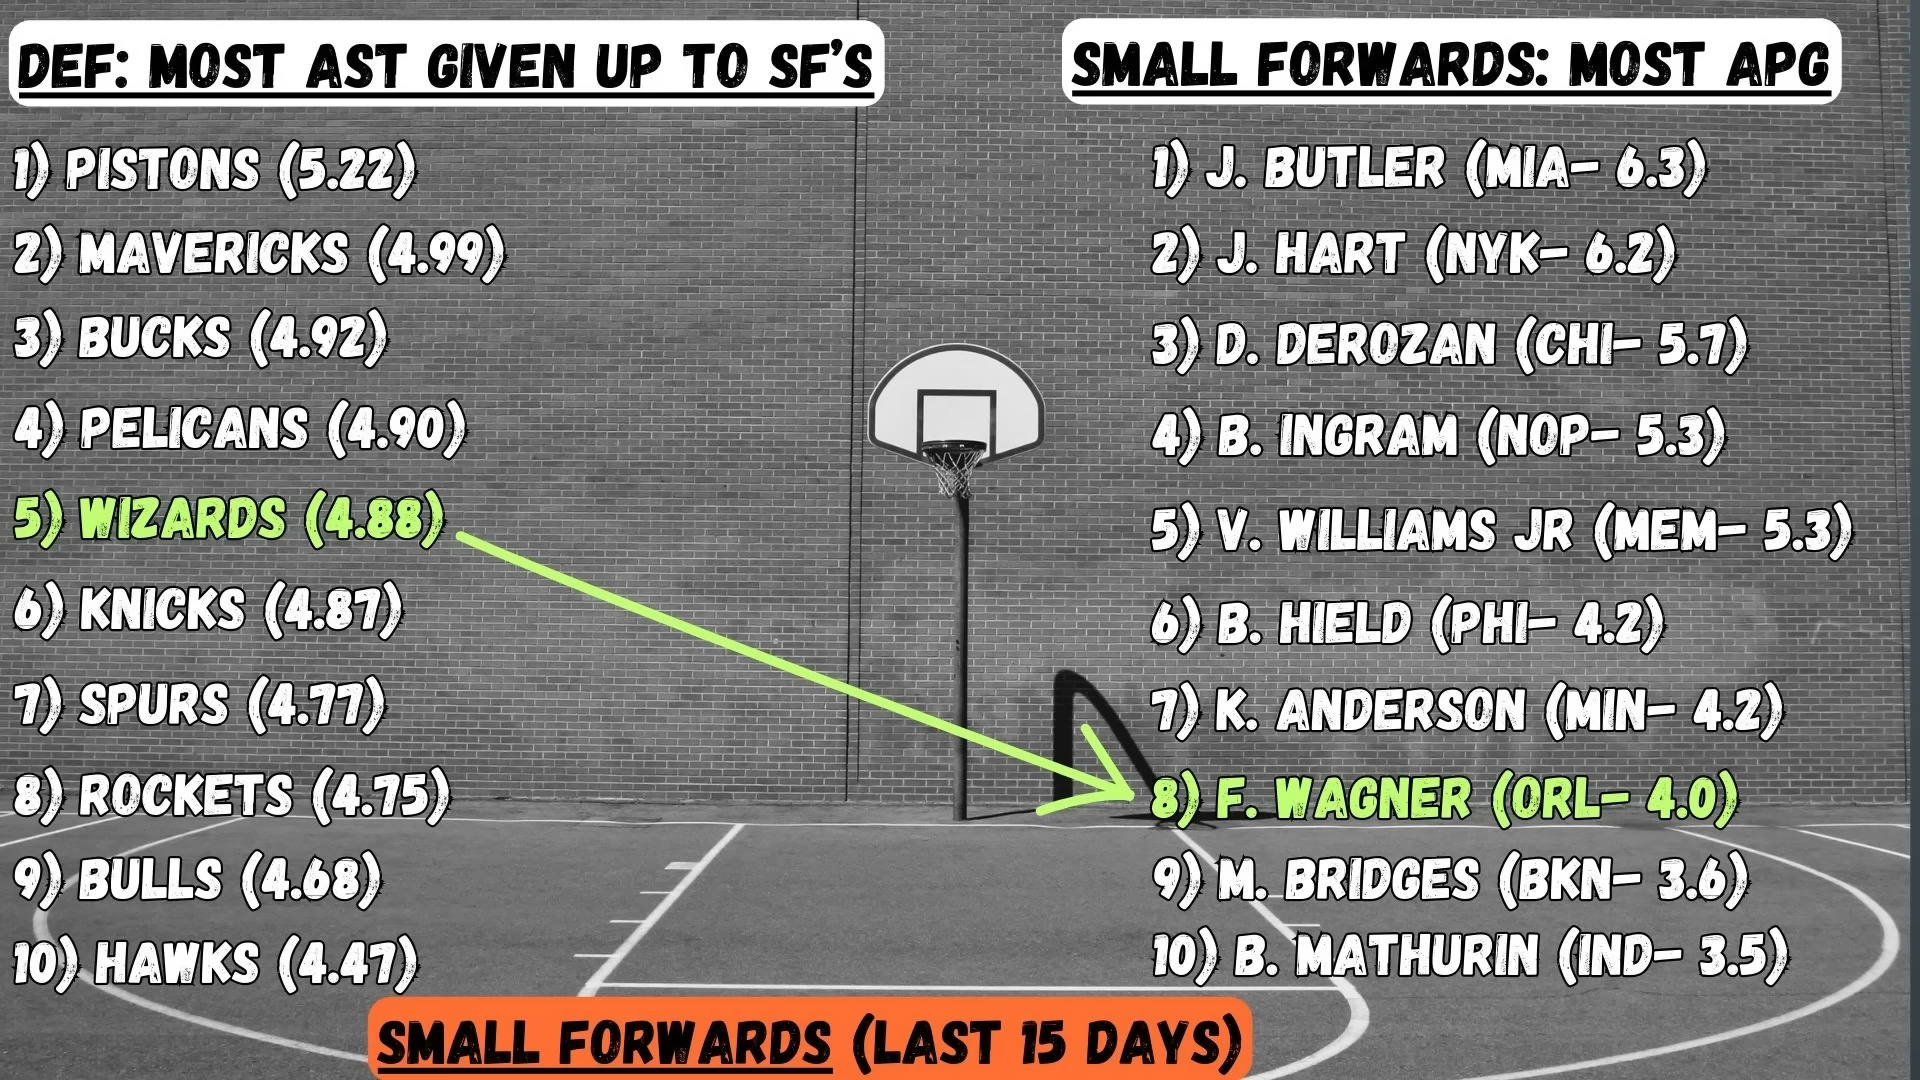 DEF: MOST AST GIVEN UP TO SF'S
1) PISTONS (5.22)
2) MAVERICKS (4.99)
3) BUCKS (4.92)
4) PELICANS (4.90)
5) WIZARDS (4.88)
6) KNICKS (4.87)
7) SPURS (4.77)
8) ROCKETS (4.75)
9) BULLS (4.68)
10) HAWKS (4.47)
SMALL FORWARDS: MOST APG
1) J. BUTLER (MIA– 6.3)
2) J. HART (NYK– 6.2)
3) D. DEROZAN (CHI– 5.7)
4) B. INGRAM (NOP– 5.3)
5) V. WILLIAMS JR (MEM– 5.3)
6) B. HIELD (PHI– 4.2)
7) K. ANDERSON (MIN– 4.2)
8) F. WAGNER (ORL– 4.0)
9) M. BRIDGES (BKN– 3.6)
10) B. MATHURIN (IND– 3.5)
SMALL FORWARDS (LAST 15 DAYS)